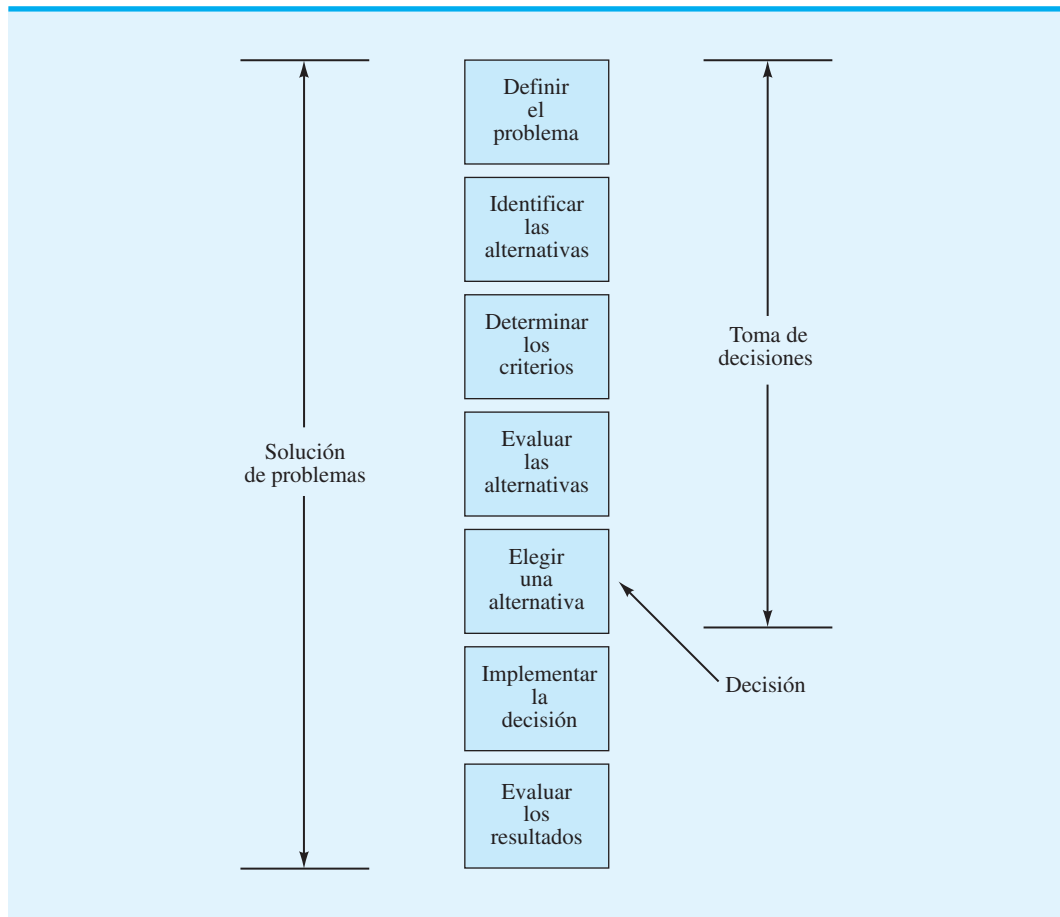 Definir
el
problema
Identificar
las
alternativas
Determinar
los
criterios
Toma de
decisiones
Evaluar
las
alternativas
Solución
de problemas
Elegir
una
alternativa
Implementar
la
decisión
Decisión
Evaluar
los
resultados